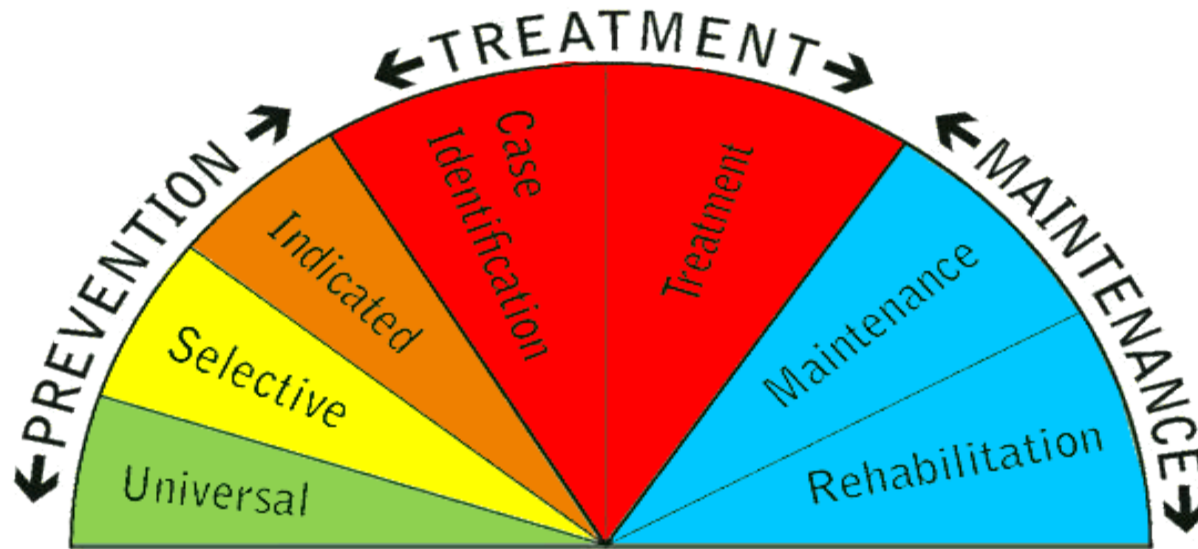 PREVENTION
TREATMENT
MAINTENANCE
Universal
Selective
Indicated
Case
Identification
Treatment
Maintenance
Rehabilitation